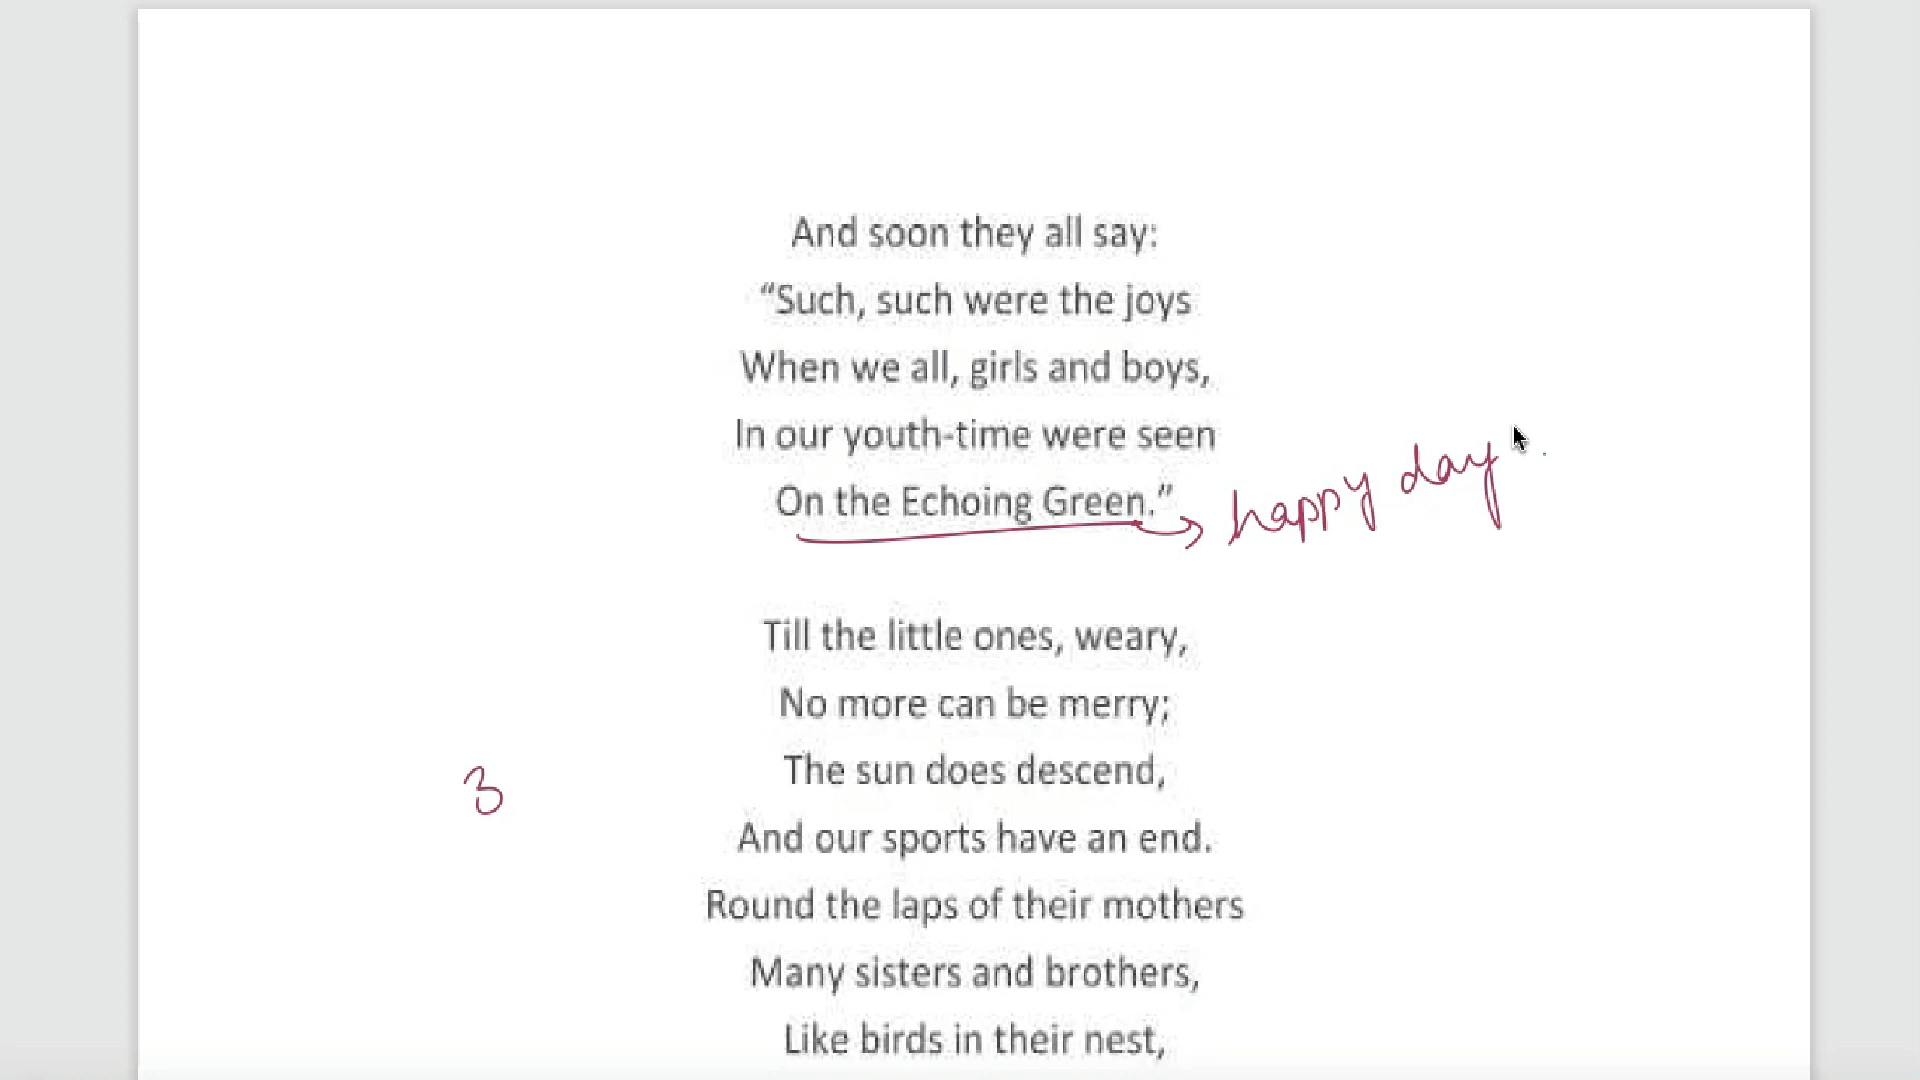 And soon they all say:
“Such, such were the joys
When we all, girls and boys,
In our youth-time were seen
On the Echoing Green.”
happy day
Till the little ones, weary,
No more can be merry;
The sun does descend,
3
And our sports have an end.
Round the laps of their mothers
Many sisters and brothers,
Like birds in their nest,